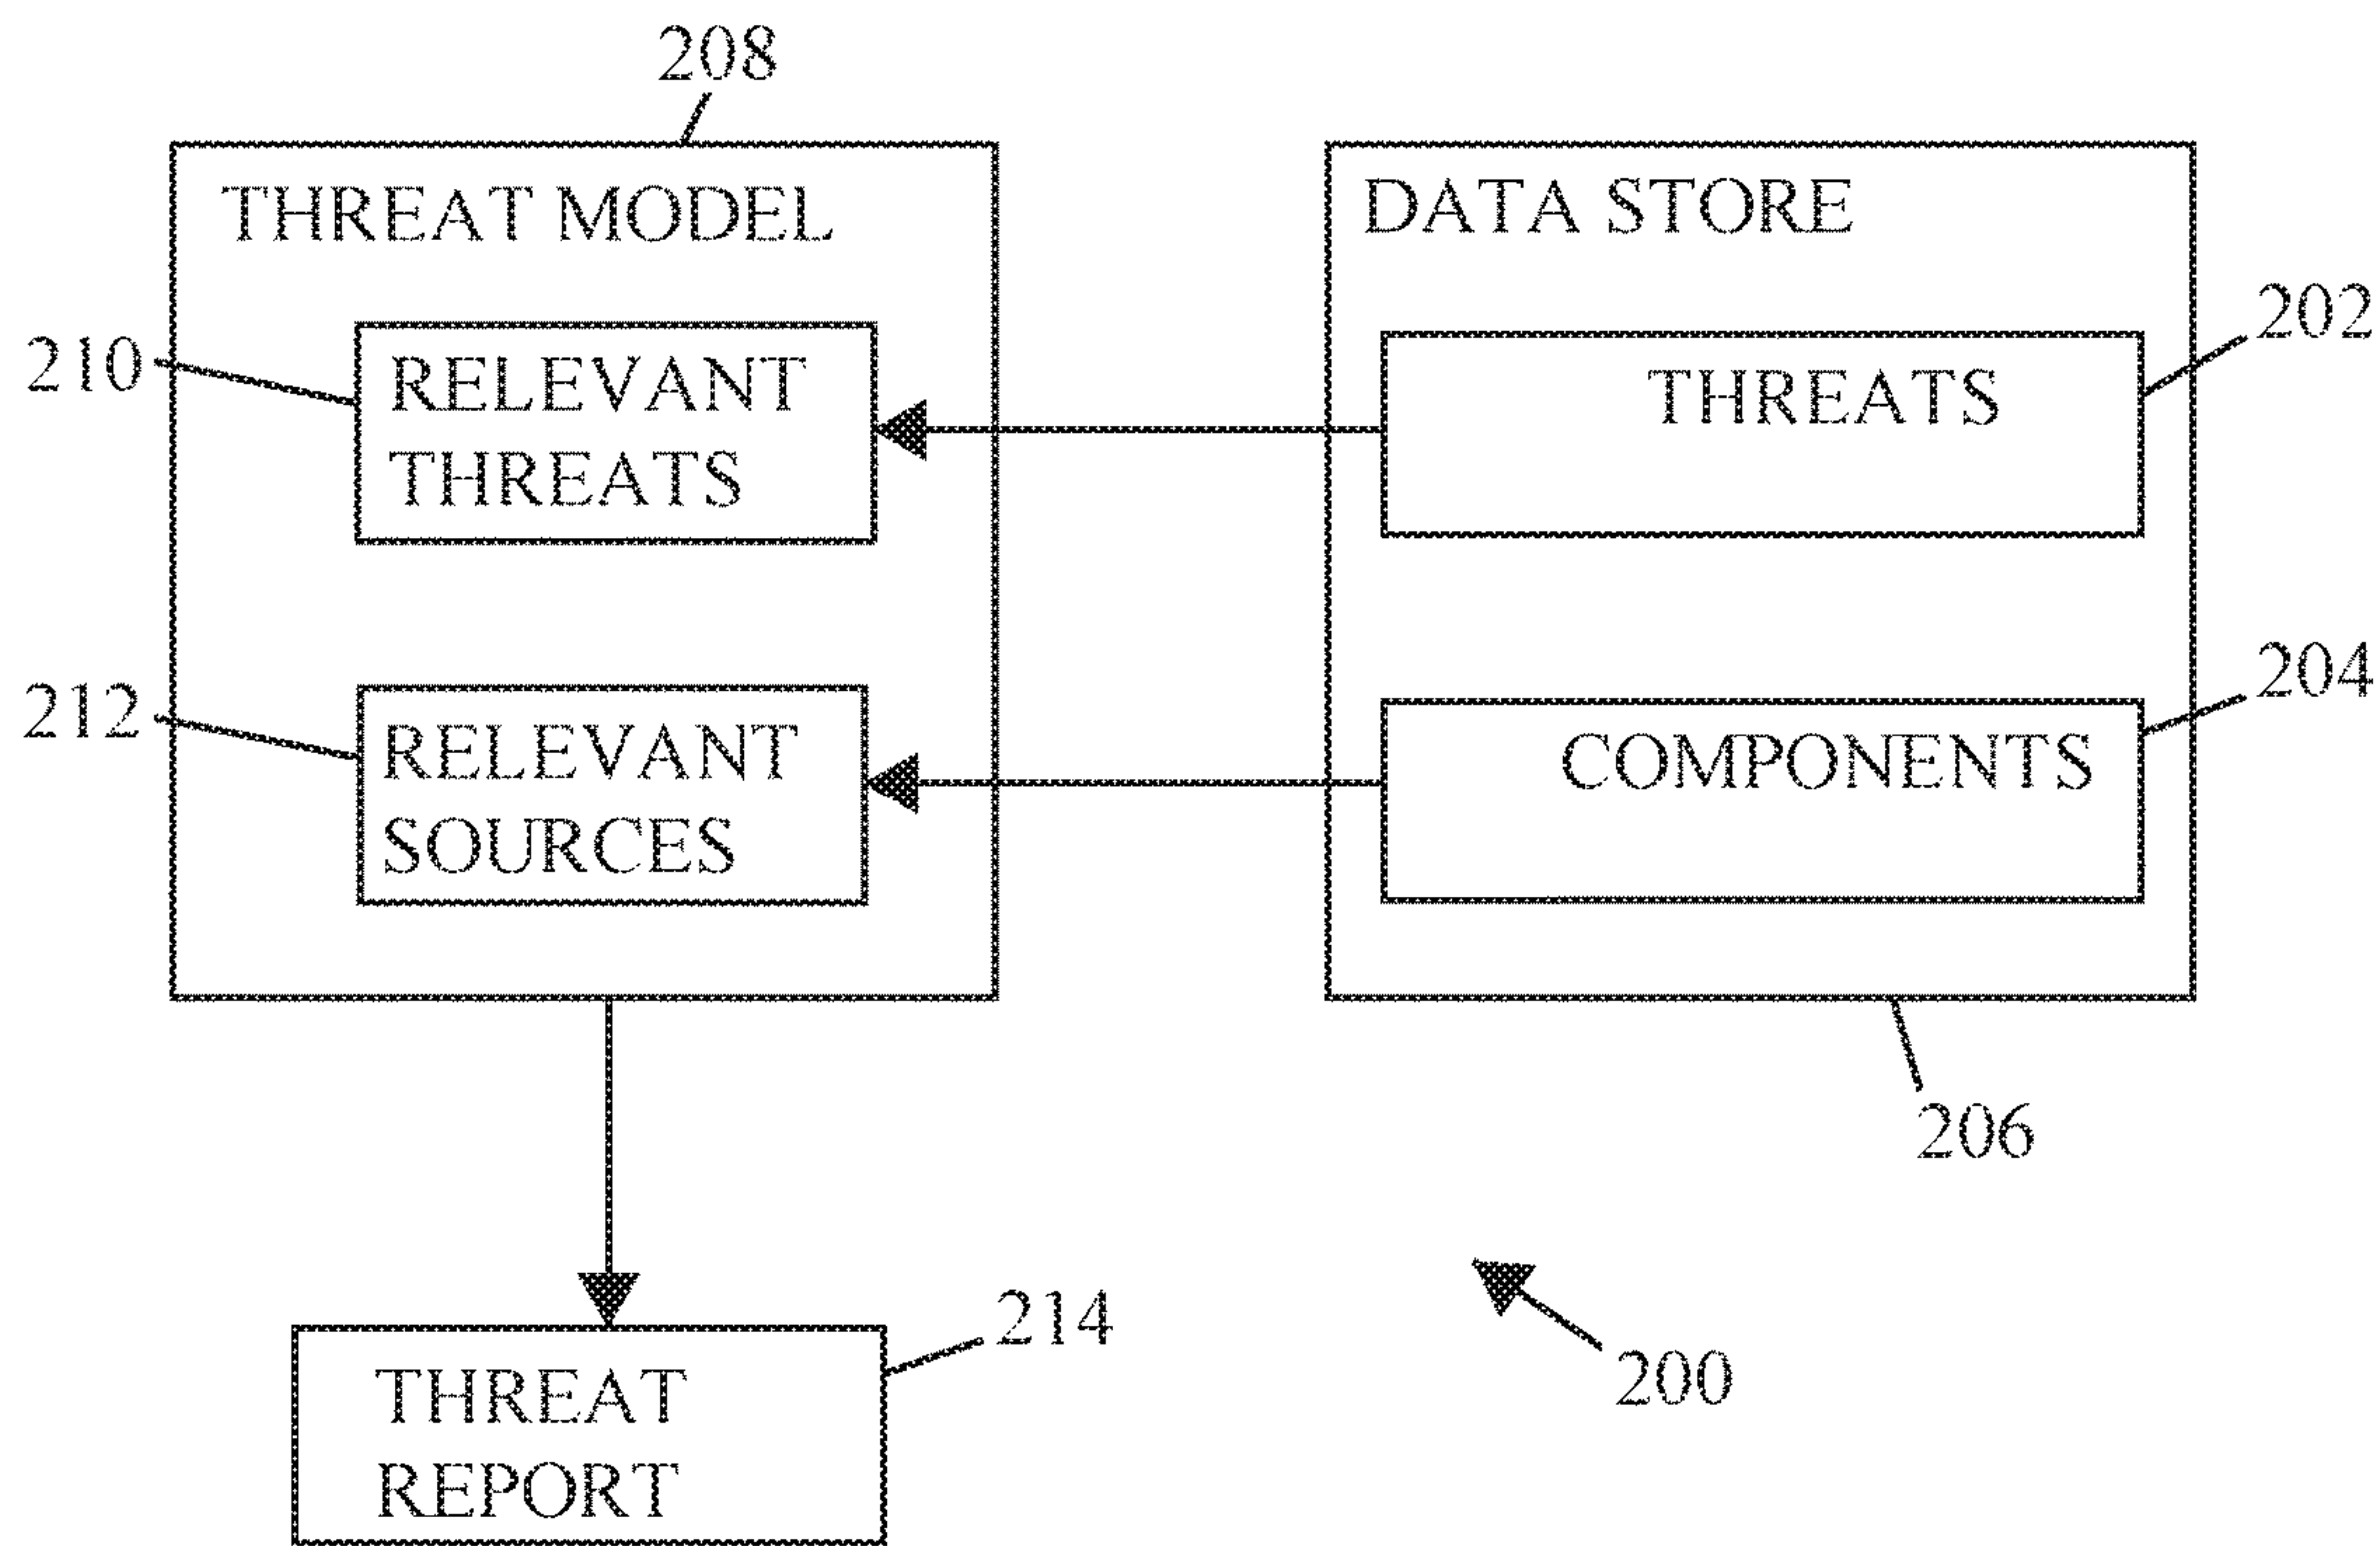 208
THREAT MODEL
DATA STORE
202
210
RELEVANT
THREATS
THREATS
204
212
RELEVANT
SOURCES
COMPONENTS
206
214
THREAT
REPORT
200